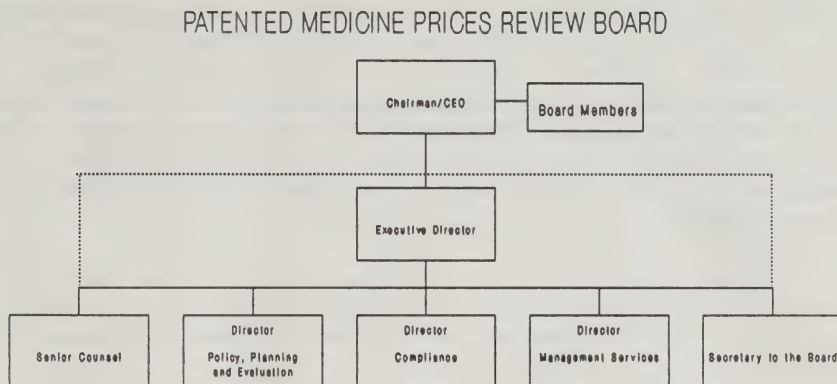 PATENTED MEDICINE PRICES REVIEW BOARD
Chairman/CEO
Board Members
Executive Director
Senior Counsel
Director
Policy, Planning
and Evaluation
Director
Compliance
Director
Management Services
Secretary to the Board